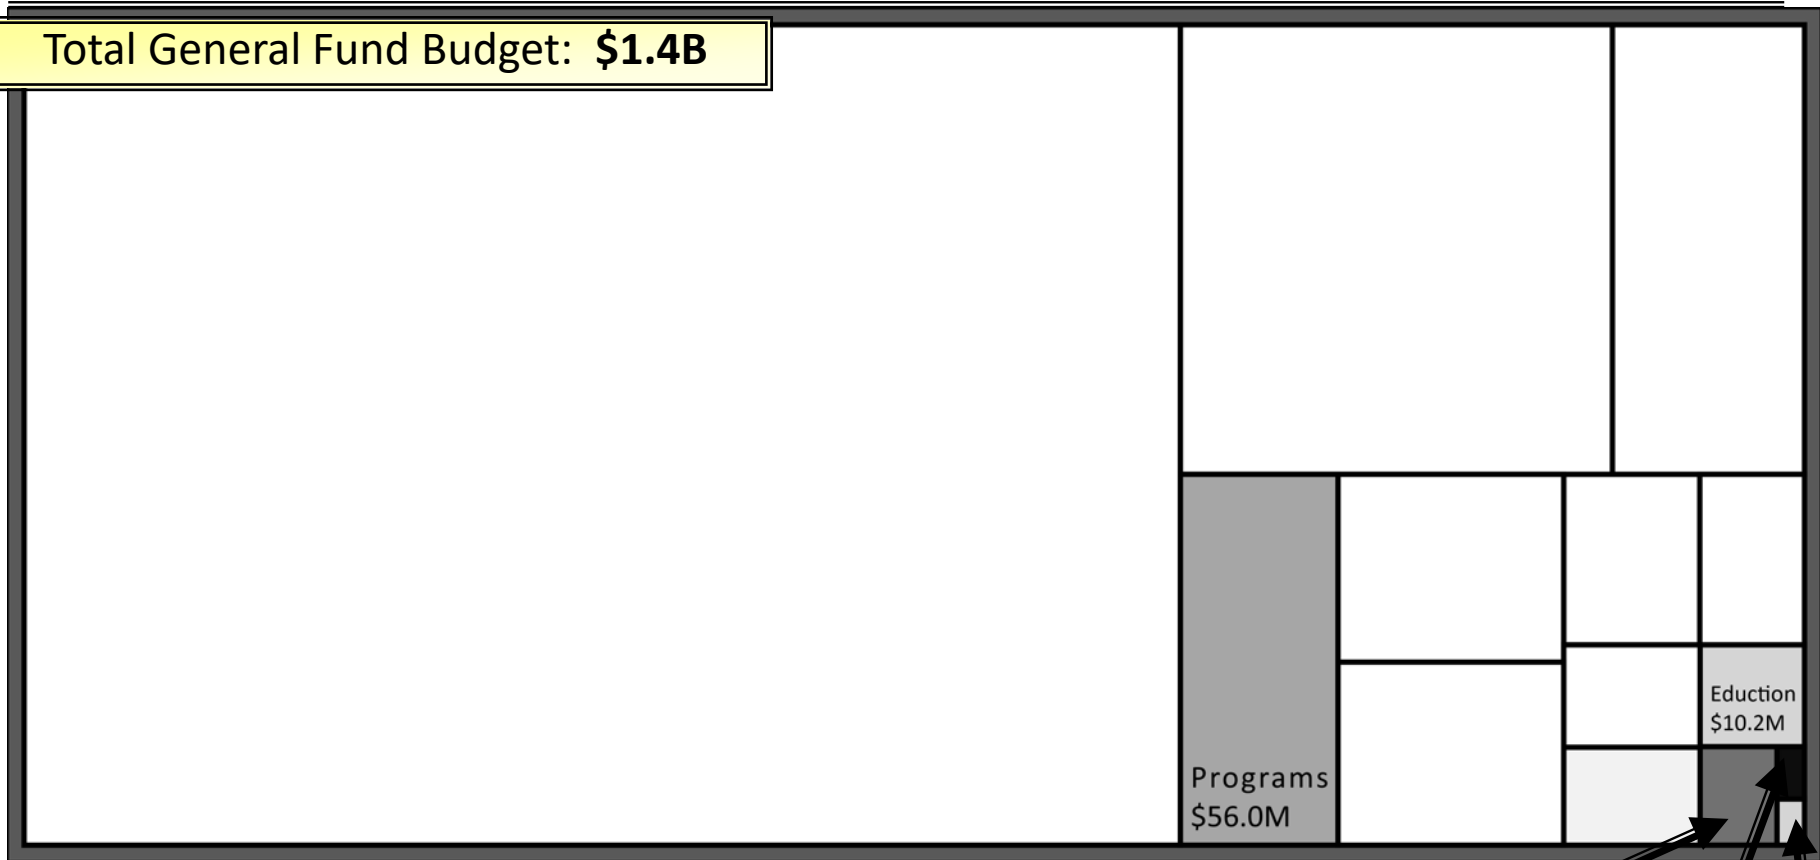 Total General Fund Budget: $1.4B
Eduction
$10.2M
Programs
$56.0M